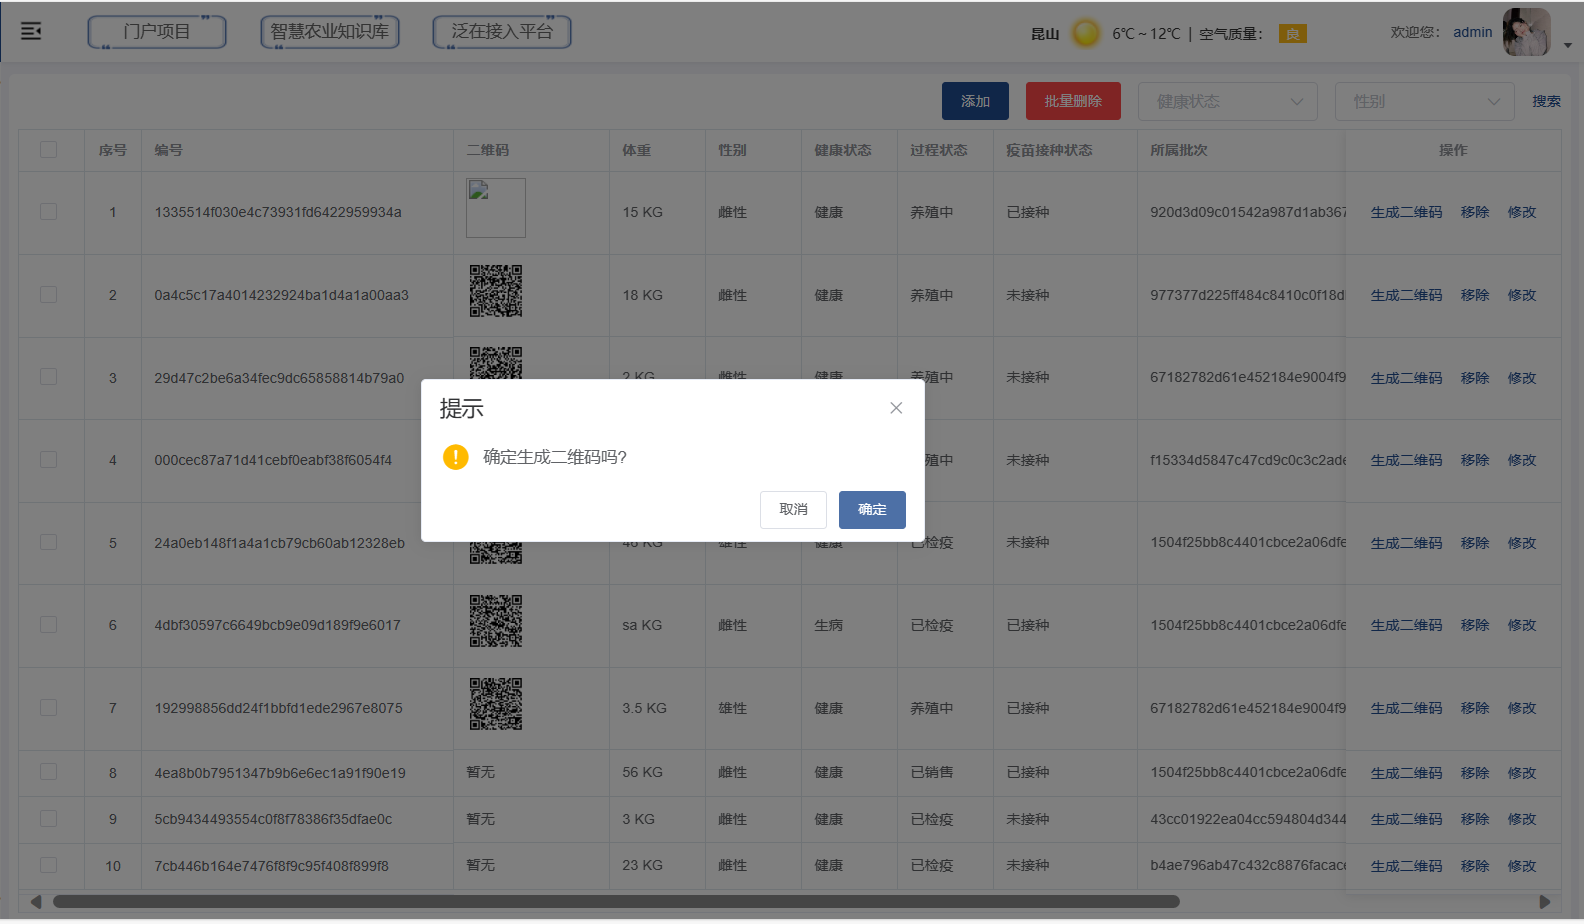 门户项目 智慧农业知识库 泛在接入平台 昆山 6℃ ~ 12℃ | 空气质量： 良 欢迎您： admin
添加 批量删除 健康状态 性别 搜索
序号 编号 二维码 体重 性别 健康状态 过程状态 疫苗接种状态 所属批次 操作
1 1335514f030e4c73931fd6422959934a 15 KG 雌性 健康 养殖中 已接种 920d3d09c01542a987d1ab367 生成二维码 移除 修改
2 0a4c5c17a4014232924ba1d4a1a00aa3 18 KG 雌性 健康 养殖中 未接种 977377d225ff484c8410c0f18d 生成二维码 移除 修改
3 29d47c2be6a34fec9dc65858814b79a0 2 KG 雌性 健康 养殖中 未接种 67182782d61e452184e9004f9 生成二维码 移除 修改
提示
4 000cec87a71d41cebf0eabf38f6054f4 殖中 未接种 f15334d5847c47cd9c0c3c2ade 生成二维码 移除 修改
确定生成二维码吗?
取消 确定
5 24a0eb148f1a4a1cb79cb60ab12328eb 46 KG 雄性 健康 已检疫 未接种 1504f25bb8c4401cbce2a06dfe 生成二维码 移除 修改
6 4dbf30597c6649bcb9e09d189f9e6017 sa KG 雌性 生病 已检疫 已接种 1504f25bb8c4401cbce2a06dfe 生成二维码 移除 修改
7 192998856dd24f1bbfd1ede2967e8075 3.5 KG 雄性 健康 养殖中 已接种 67182782d61e452184e9004f9 生成二维码 移除 修改
8 4ea8b0b7951347b9b6e6ec1a91f90e19 暂无 56 KG 雌性 健康 已销售 已接种 1504f25bb8c4401cbce2a06dfe 生成二维码 移除 修改
9 5cb9434493554c0f8f78386f35dfae0c 暂无 3 KG 雌性 健康 已检疫 未接种 43cc01922ea04cc594804d344 生成二维码 移除 修改
10 7cb446b164e7476f8f9c95f408f899f8 暂无 23 KG 雌性 健康 已检疫 未接种 b4ae796ab47c432c8876facace 生成二维码 移除 修改